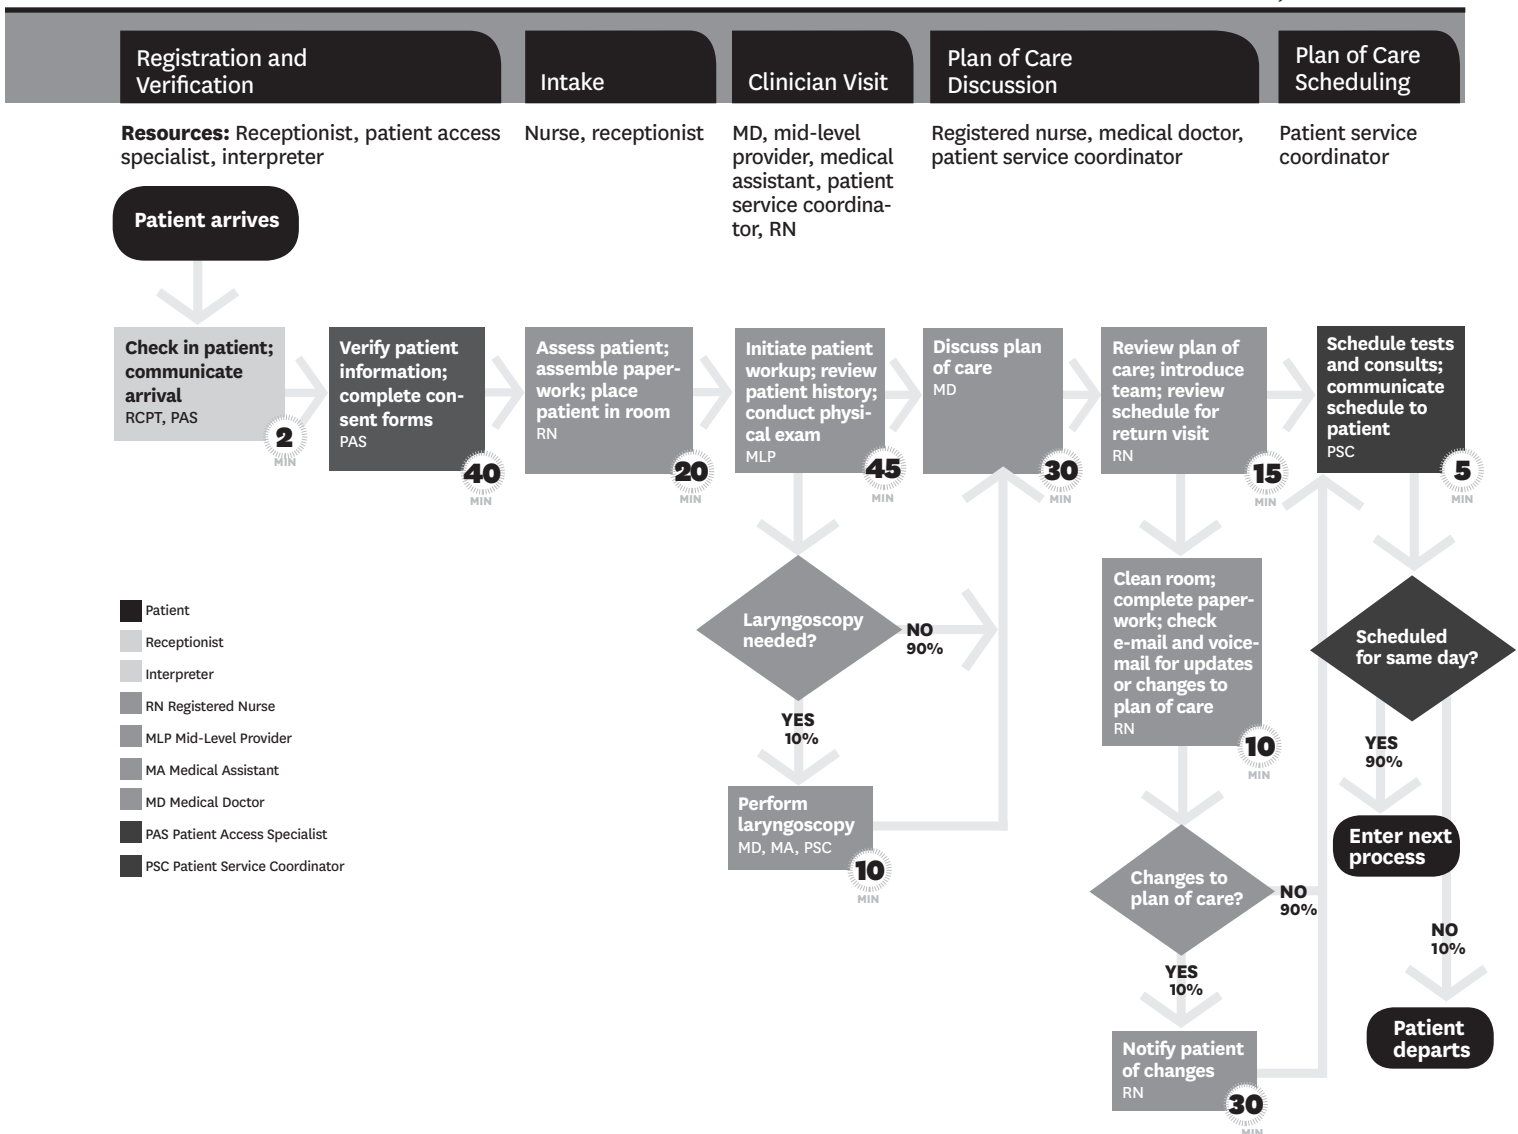 Registration and
Verification
Intake
Clinician Visit
Plan of Care
Discussion
Plan of Care
Scheduling
Resources: Receptionist, patient access
specialist, interpreter
Nurse, receptionist
MD, mid-level
provider, medical
assistant, patient
service coordina-
tor, RN
Registered nurse, medical doctor,
patient service coordinator
Patient service
coordinator
Patient arrives
Check in patient;
communicate
arrival
RCPT, PAS
2
MIN
Verify patient
information;
complete con-
sent forms
PAS
40
MIN
Assess patient;
assemble paper-
work; place
patient in room
RN
20
MIN
Initiate patient
workup; review
patient history;
conduct physi-
cal exam
MLP
45
MIN
Discuss plan
of care
MD
30
MIN
Review plan of
care; introduce
team; review
schedule for
return visit
RN
15
MIN
Schedule tests
and consults;
communicate
schedule to
patient
PSC
5
MIN
Laryngoscopy
needed?
NO
90%
YES
10%
Perform
laryngoscopy
MD, MA, PSC
10
MIN
Clean room;
complete paper-
work; check
e-mail and voice-
mail for updates
or changes to
plan of care
RN
10
MIN
Changes to
plan of care?
NO
90%
YES
10%
Notify patient
of changes
RN
30
MIN
Scheduled
for same day?
YES
90%
Enter next
process
NO
10%
Patient
departs
Patient
Receptionist
Interpreter
RN Registered Nurse
MLP Mid-Level Provider
MA Medical Assistant
MD Medical Doctor
PAS Patient Access Specialist
PSC Patient Service Coordinator